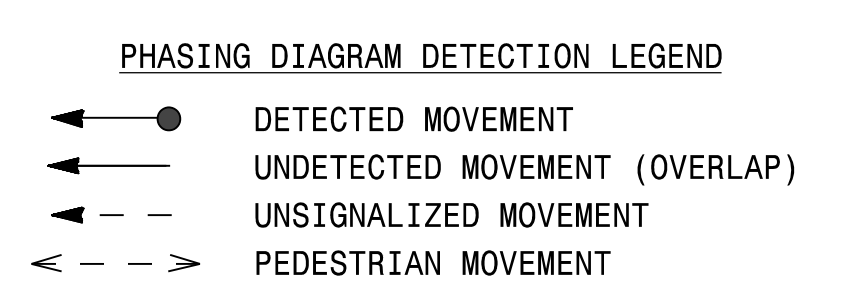 PHASING DIAGRAM DETECTION LEGEND
DETECTED MOVEMENT
UNDETECTED MOVEMENT (OVERLAP)
UNSIGNALIZED MOVEMENT
PEDESTRIAN MOVEMENT